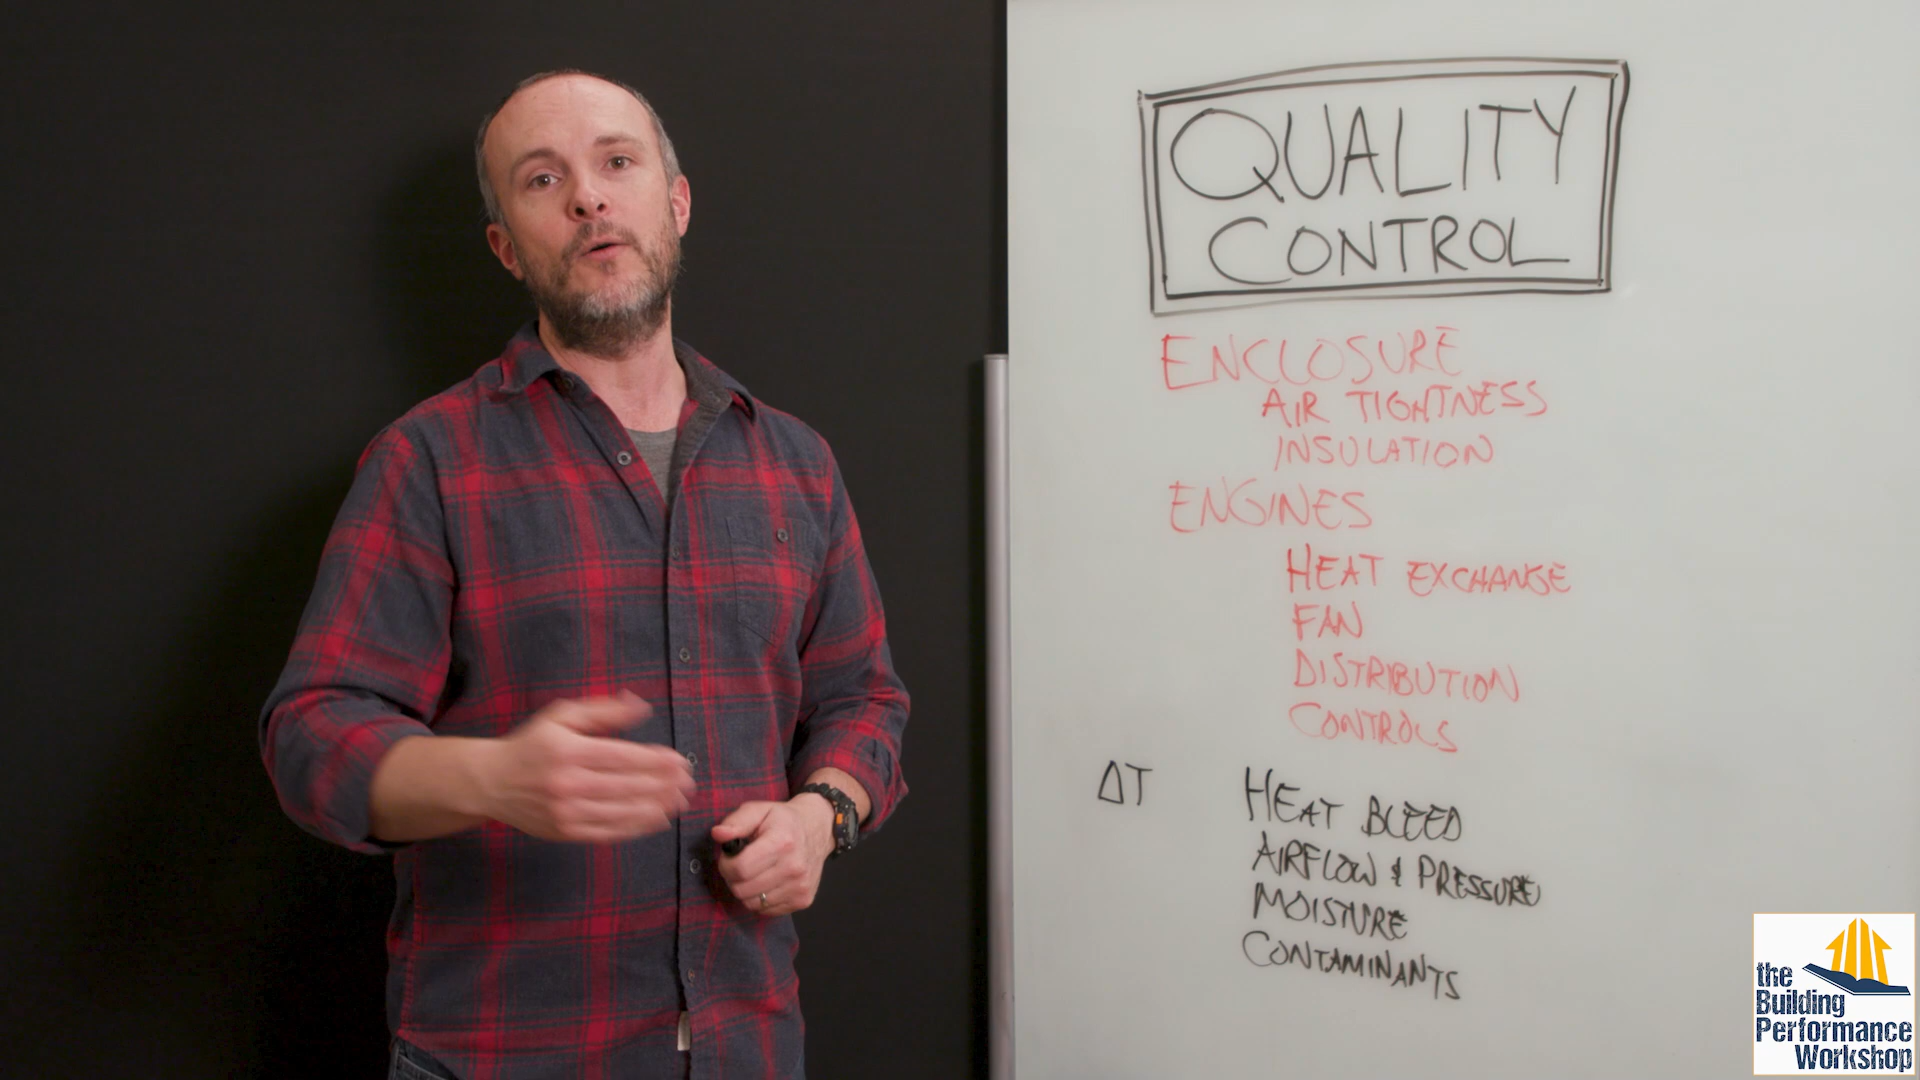 QUALITY
CONTROL
ENCLOSURE
AIR TIGHTNESS
INSULATION
ENGINES
HEAT EXCHANGE
FAN
DISTRIBUTION
CONTROLS
ΔT HEAT BLEED
AIRFLOW & PRESSURE
MOISTURE
CONTAMINANTS
the
Building
Performance
Workshop